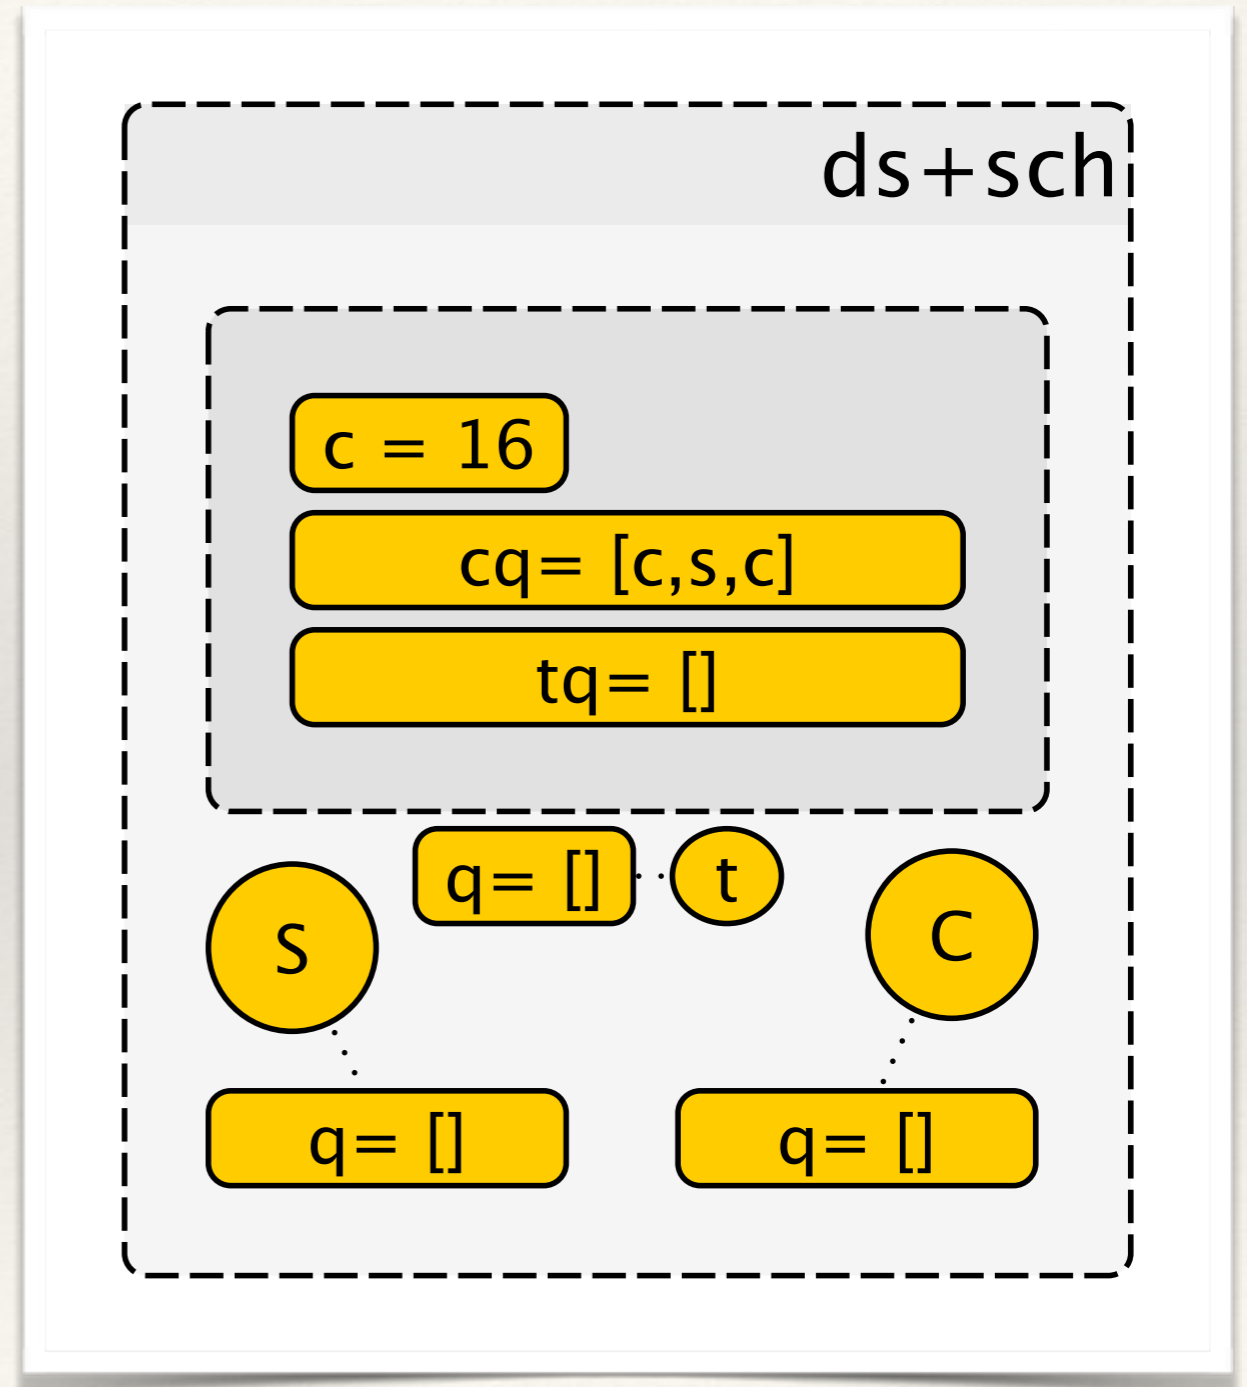 ds+sch
c = 16
cq= [c,s,c]
tq= []
q= []
t
S
C
q= []
q= []